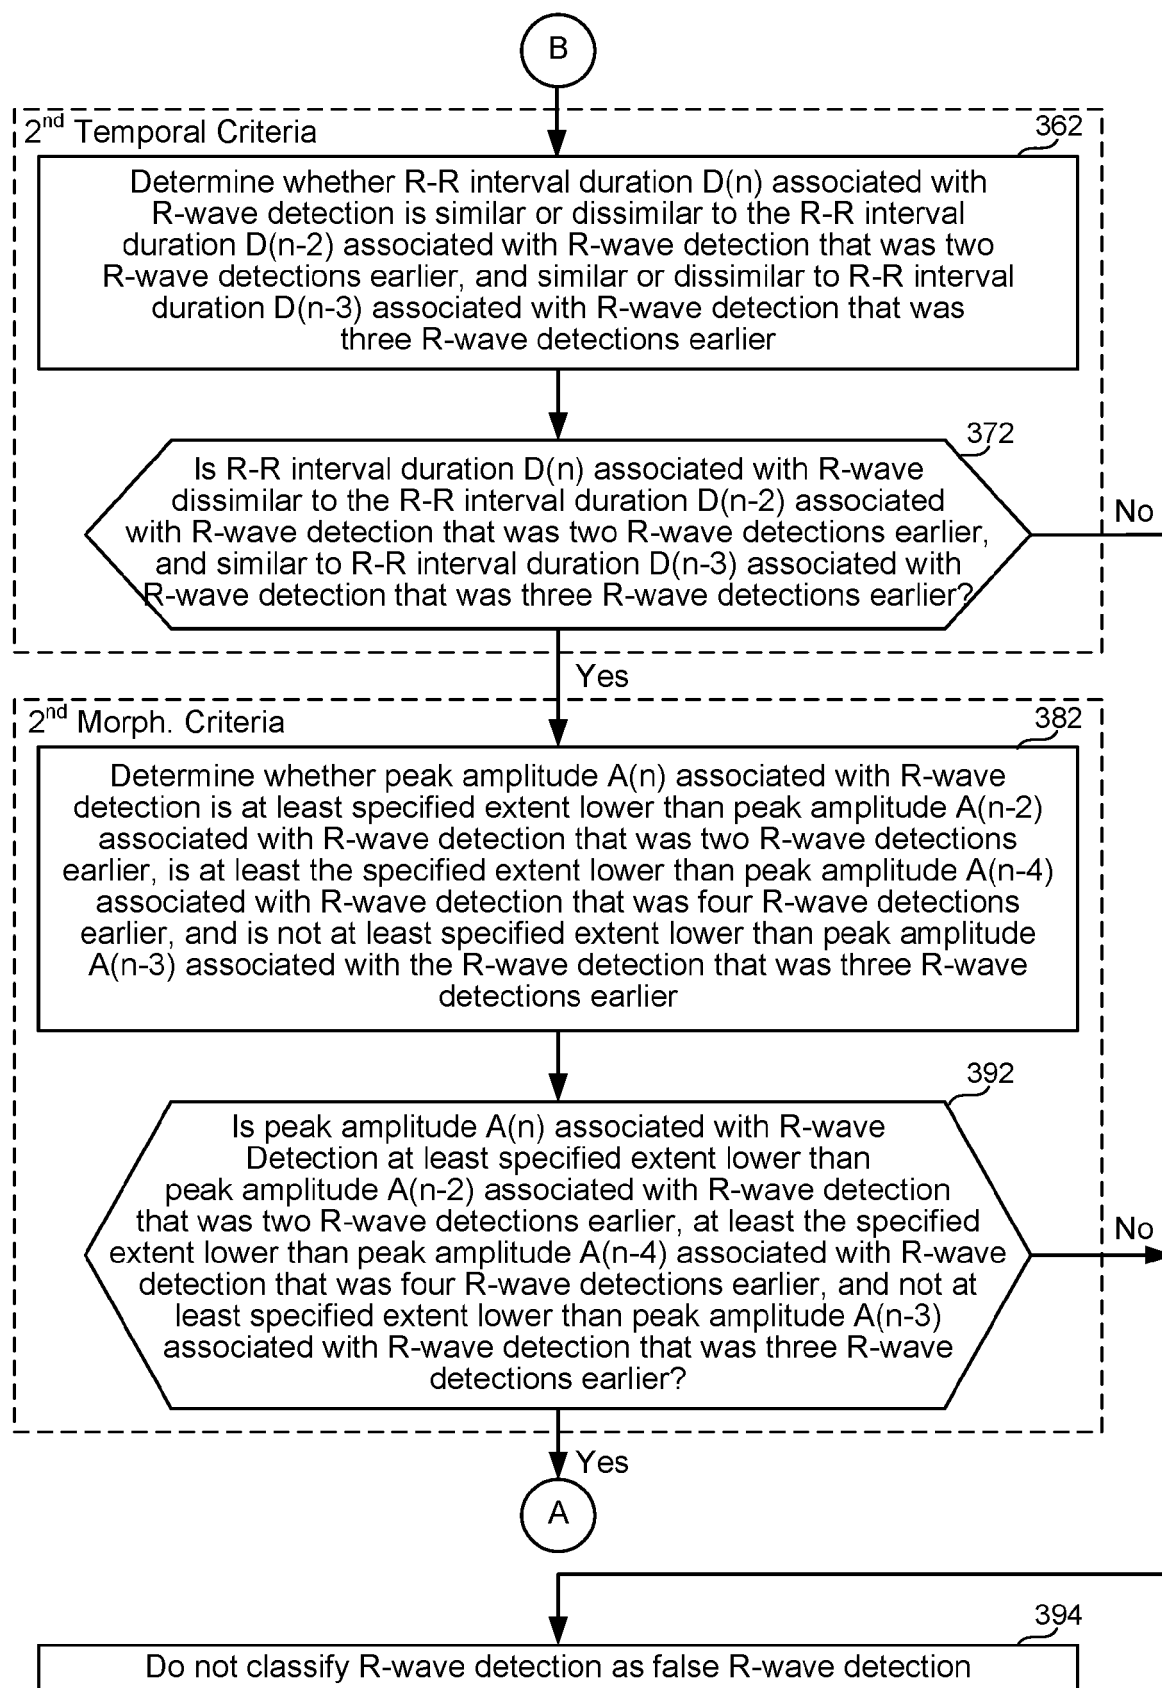 B
2nd Temporal Criteria
362
Determine whether R-R interval duration D(n) associated with
R-wave detection is similar or dissimilar to the R-R interval
duration D(n-2) associated with R-wave detection that was two
R-wave detections earlier, and similar or dissimilar to R-R interval
duration D(n-3) associated with R-wave detection that was
three R-wave detections earlier
372
Is R-R interval duration D(n) associated with R-wave
dissimilar to the R-R interval duration D(n-2) associated
with R-wave detection that was two R-wave detections earlier,
and similar to R-R interval duration D(n-3) associated with
R-wave detection that was three R-wave detections earlier?
No
Yes
2nd Morph. Criteria
382
Determine whether peak amplitude A(n) associated with R-wave
detection is at least specified extent lower than peak amplitude A(n-2)
associated with R-wave detection that was two R-wave detections
earlier, is at least the specified extent lower than peak amplitude A(n-4)
associated with R-wave detection that was four R-wave detections
earlier, and is not at least specified extent lower than peak amplitude
A(n-3) associated with the R-wave detection that was three R-wave
detections earlier
392
Is peak amplitude A(n) associated with R-wave
Detection at least specified extent lower than
peak amplitude A(n-2) associated with R-wave detection
that was two R-wave detections earlier, at least the specified
extent lower than peak amplitude A(n-4) associated with R-wave
detection that was four R-wave detections earlier, and not at
least specified extent lower than peak amplitude A(n-3)
associated with R-wave detection that was three R-wave
detections earlier?
No
Yes
A
394
Do not classify R-wave detection as false R-wave detection